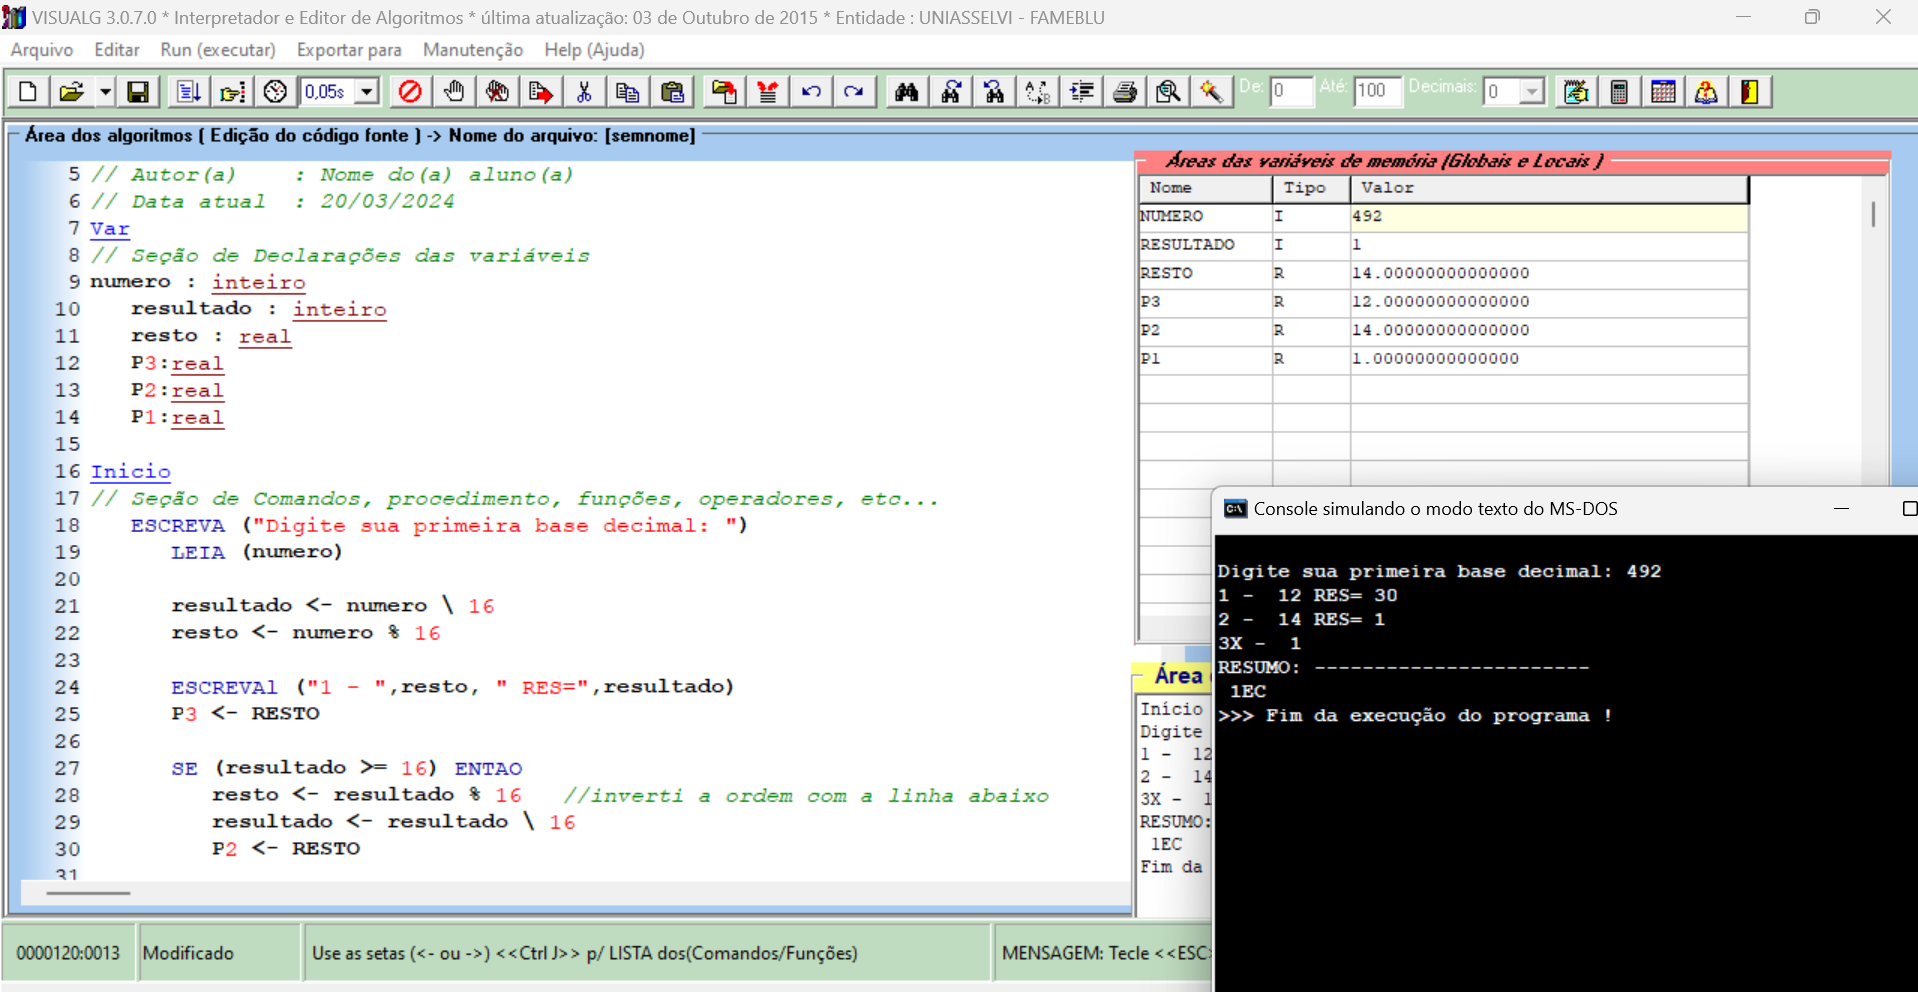 VISUALG 3.0.7.0 * Interpretador e Editor de Algoritmos * última atualização: 03 de Outubro de 2015 * Entidade : UNIASSELVI - FAMEBLU
Arquivo Editar Run (executar) Exportar para Manutenção Help (Ajuda)
0,05s De: 0 Até: 100 Decimais: 0
Área dos algoritmos ( Edição do código fonte ) -> Nome do arquivo: [semnome]
5 // Autor(a) : Nome do(a) aluno(a)
6 // Data atual : 20/03/2024
7 Var
8 // Seção de Declarações das variáveis
9 numero : inteiro
10 resultado : inteiro
11 resto : real
12 P3:real
13 P2:real
14 P1:real
15
16 Inicio
17 // Seção de Comandos, procedimento, funções, operadores, etc...
18 ESCREVA ("Digite sua primeira base decimal: ")
19 LEIA (numero)
20
21 resultado <- numero \ 16
22 resto <- numero % 16
23
24 ESCREVAl ("1 - ",resto, " RES=",resultado)
25 P3 <- RESTO
26
27 SE (resultado >= 16) ENTAO
28 resto <- resultado % 16 //inverti a ordem com a linha abaixo
29 resultado <- resultado \ 16
30 P2 <- RESTO
31
Áreas das variáveis de memória (Globais e Locais )
Nome Tipo Valor
NUMERO I 492
RESULTADO I 1
RESTO R 14.00000000000000
P3 R 12.00000000000000
P2 R 14.00000000000000
P1 R 1.00000000000000
Área
Início
Digite
1 - 12
2 - 14
3X - 1
RESUMO:
1EC
Fim da
Console simulando o modo texto do MS-DOS
Digite sua primeira base decimal: 492
1 - 12 RES= 30
2 - 14 RES= 1
3X - 1
RESUMO: -----------------------
1EC
>>> Fim da execução do programa !
0000120:0013 Modificado Use as setas (<- ou ->) <<Ctrl J>> p/ LISTA dos(Comandos/Funções) MENSAGEM: Tecle <<ESC>